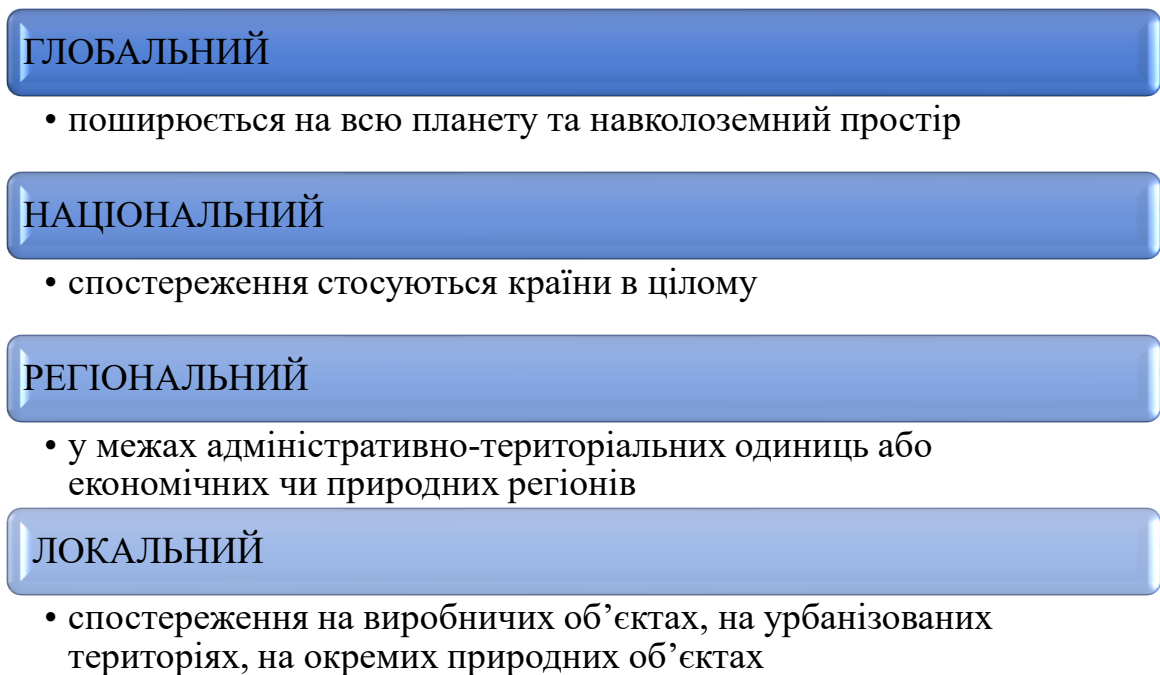 ГЛОБАЛЬНИЙ
• поширюється на всю планету та навколоземний простір
НАЦІОНАЛЬНИЙ
• спостереження стосуються країни в цілому
РЕГІОНАЛЬНИЙ
• у межах адміністративно-територіальних одиниць або
економічних чи природних регіонів
ЛОКАЛЬНИЙ
• спостереження на виробничих об’єктах, на урбанізованих
територіях, на окремих природних об’єктах